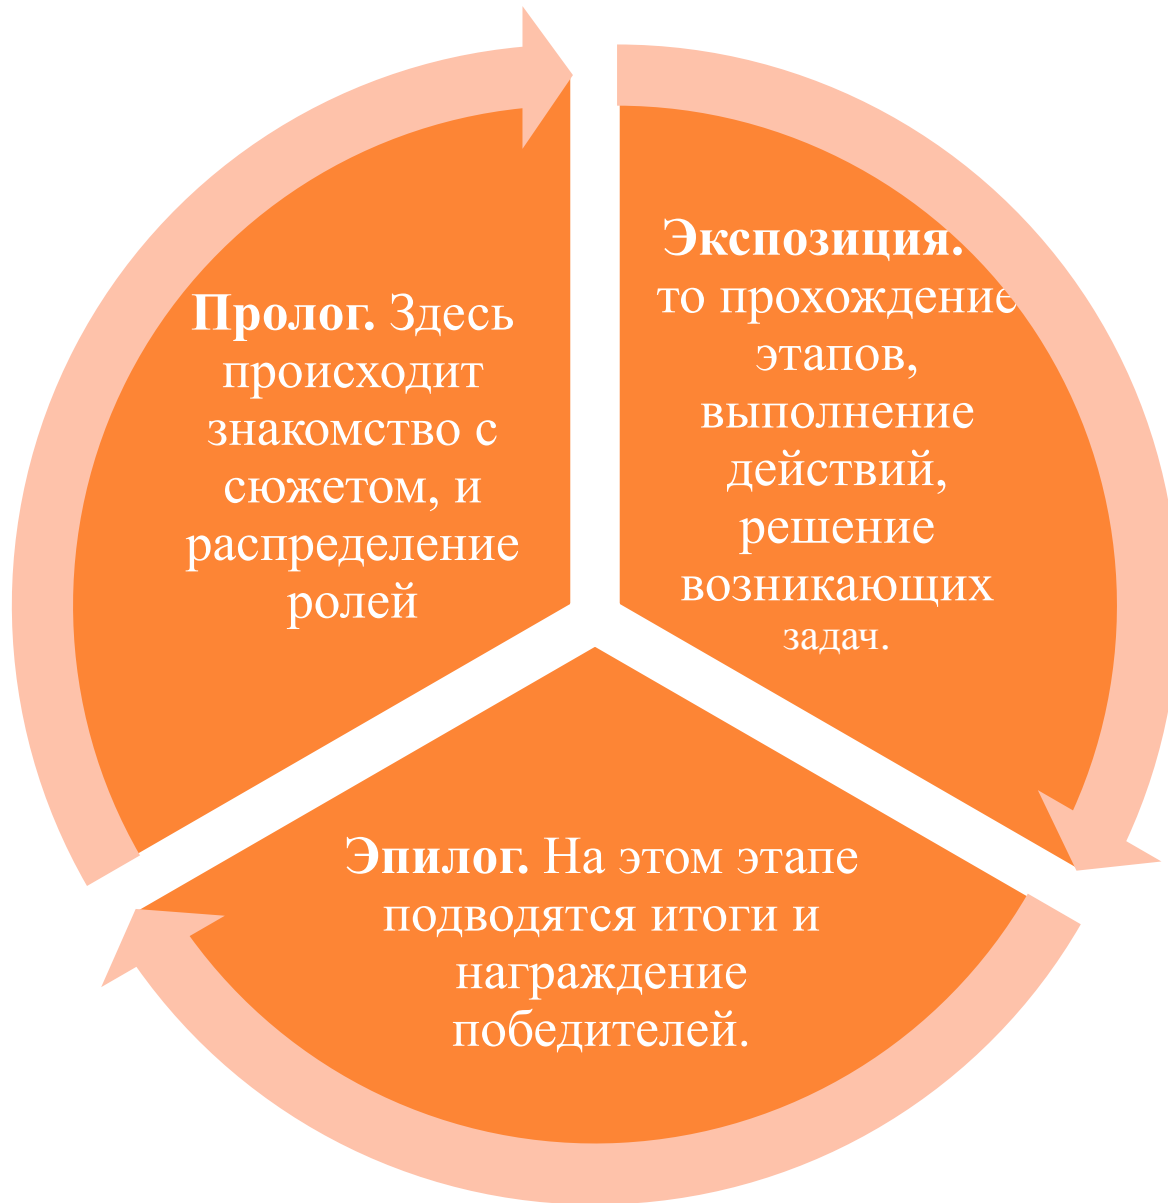 Пролог. Здесь
происходит
знакомство с
сюжетом, и
распределение
ролей
Экспозиция.
то прохождение
этапов,
выполнение
действий,
решение
возникающих
задач.
Эпилог. На этом этапе
подводятся итоги и
награждение
победителей.